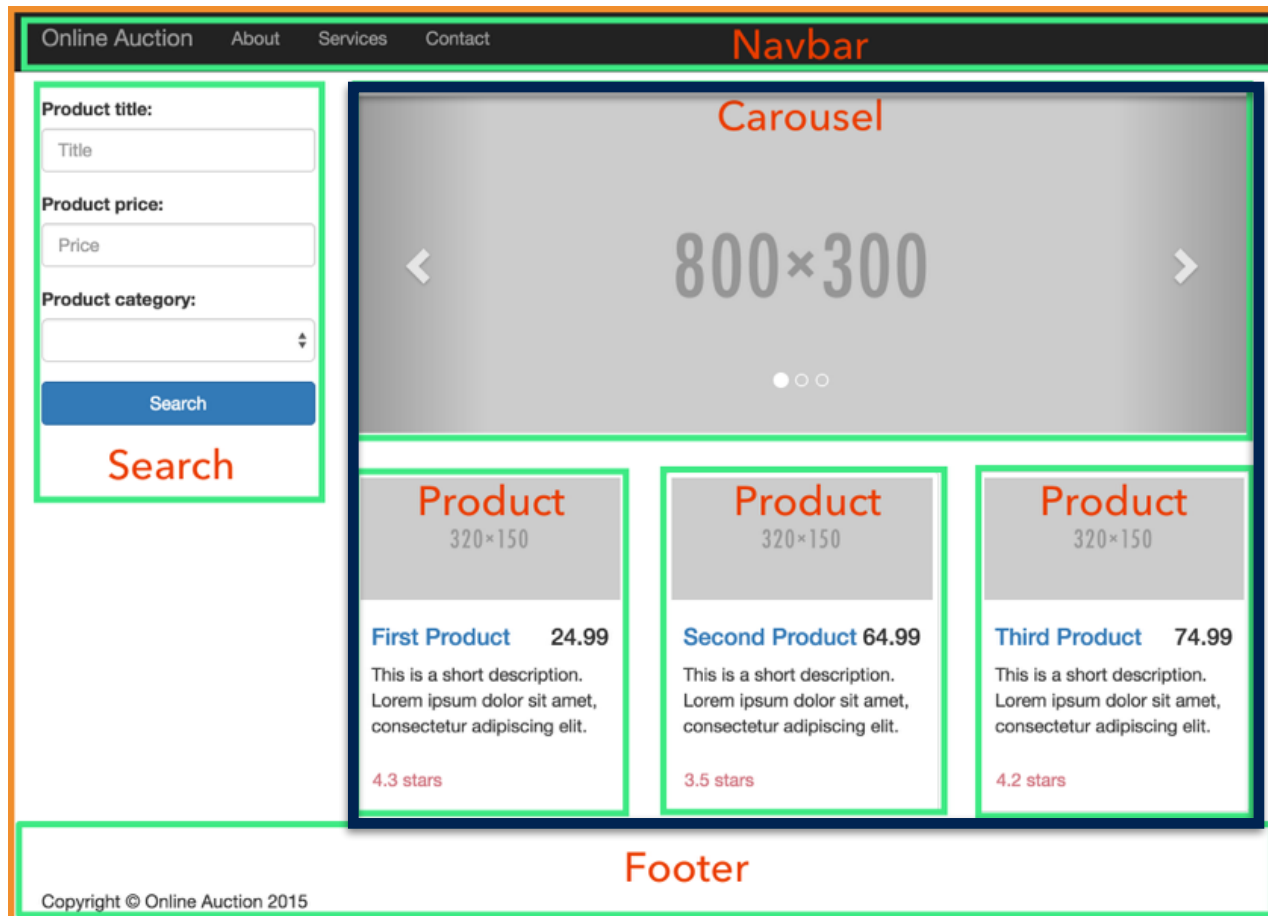 Online Auction About Services Contact Navbar
Product title:
Title
Product price:
Price
Product category:
Search
Search
Carousel
800×300
Product
320×150
First Product 24.99
This is a short description.
Lorem ipsum dolor sit amet,
consectetur adipiscing elit.
4.3 stars
Product
320×150
Second Product 64.99
This is a short description.
Lorem ipsum dolor sit amet,
consectetur adipiscing elit.
3.5 stars
Product
320×150
Third Product 74.99
This is a short description.
Lorem ipsum dolor sit amet,
consectetur adipiscing elit.
4.2 stars
Footer
Copyright © Online Auction 2015